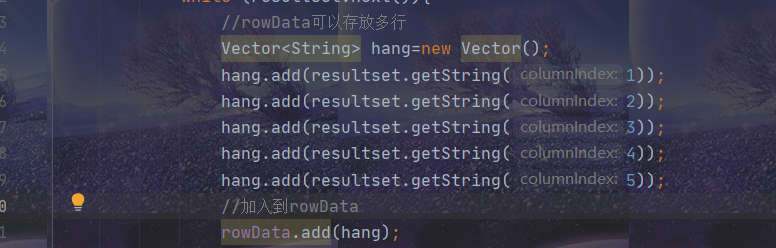 while (resultset.next()){
//rowData可以存放多行
Vector<String> hang=new Vector();
hang.add(resultset.getString( columnIndex: 1));
hang.add(resultset.getString( columnIndex: 2));
hang.add(resultset.getString( columnIndex: 3));
hang.add(resultset.getString( columnIndex: 4));
hang.add(resultset.getString( columnIndex: 5));
//加入到rowData
rowData.add(hang);